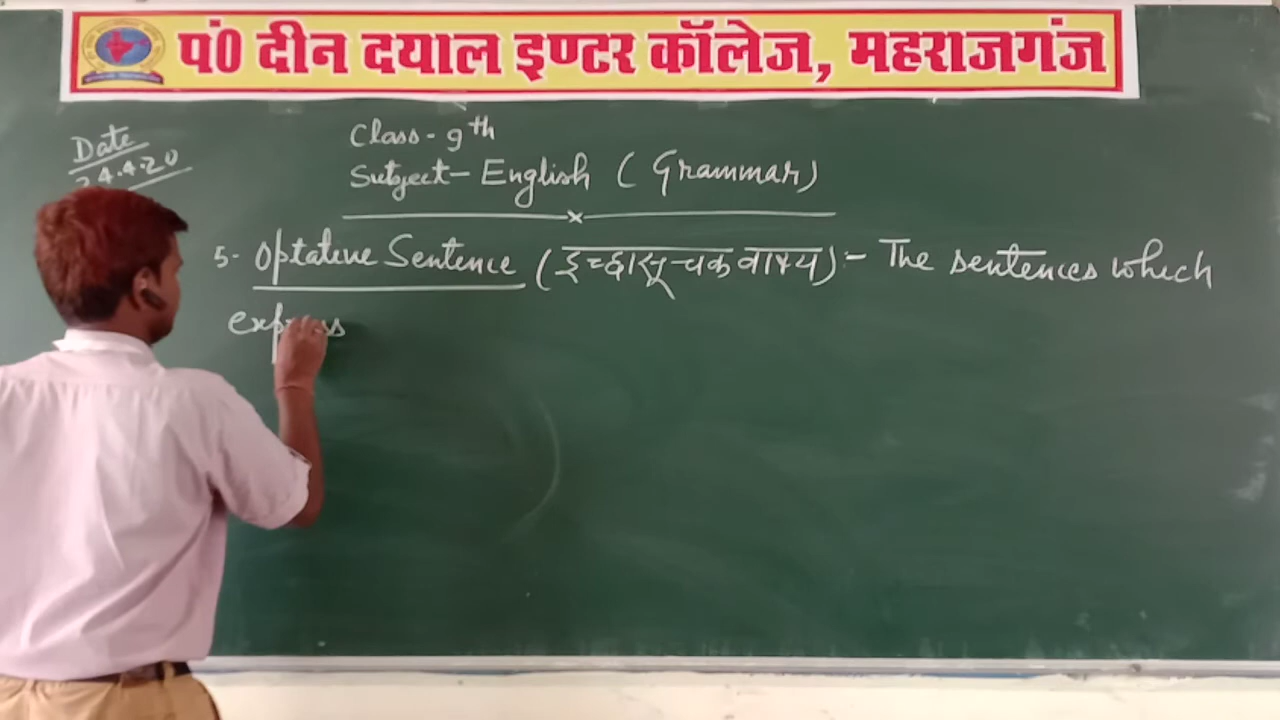 पं0 दीन दयाल इण्टर कॉलेज, महराजगंज
Date
24.4.20
Class - 9th
Subject - English ( Grammar )
5- Optative Sentence ( इच्छासूचक वाक्य ) :- The sentences which
express